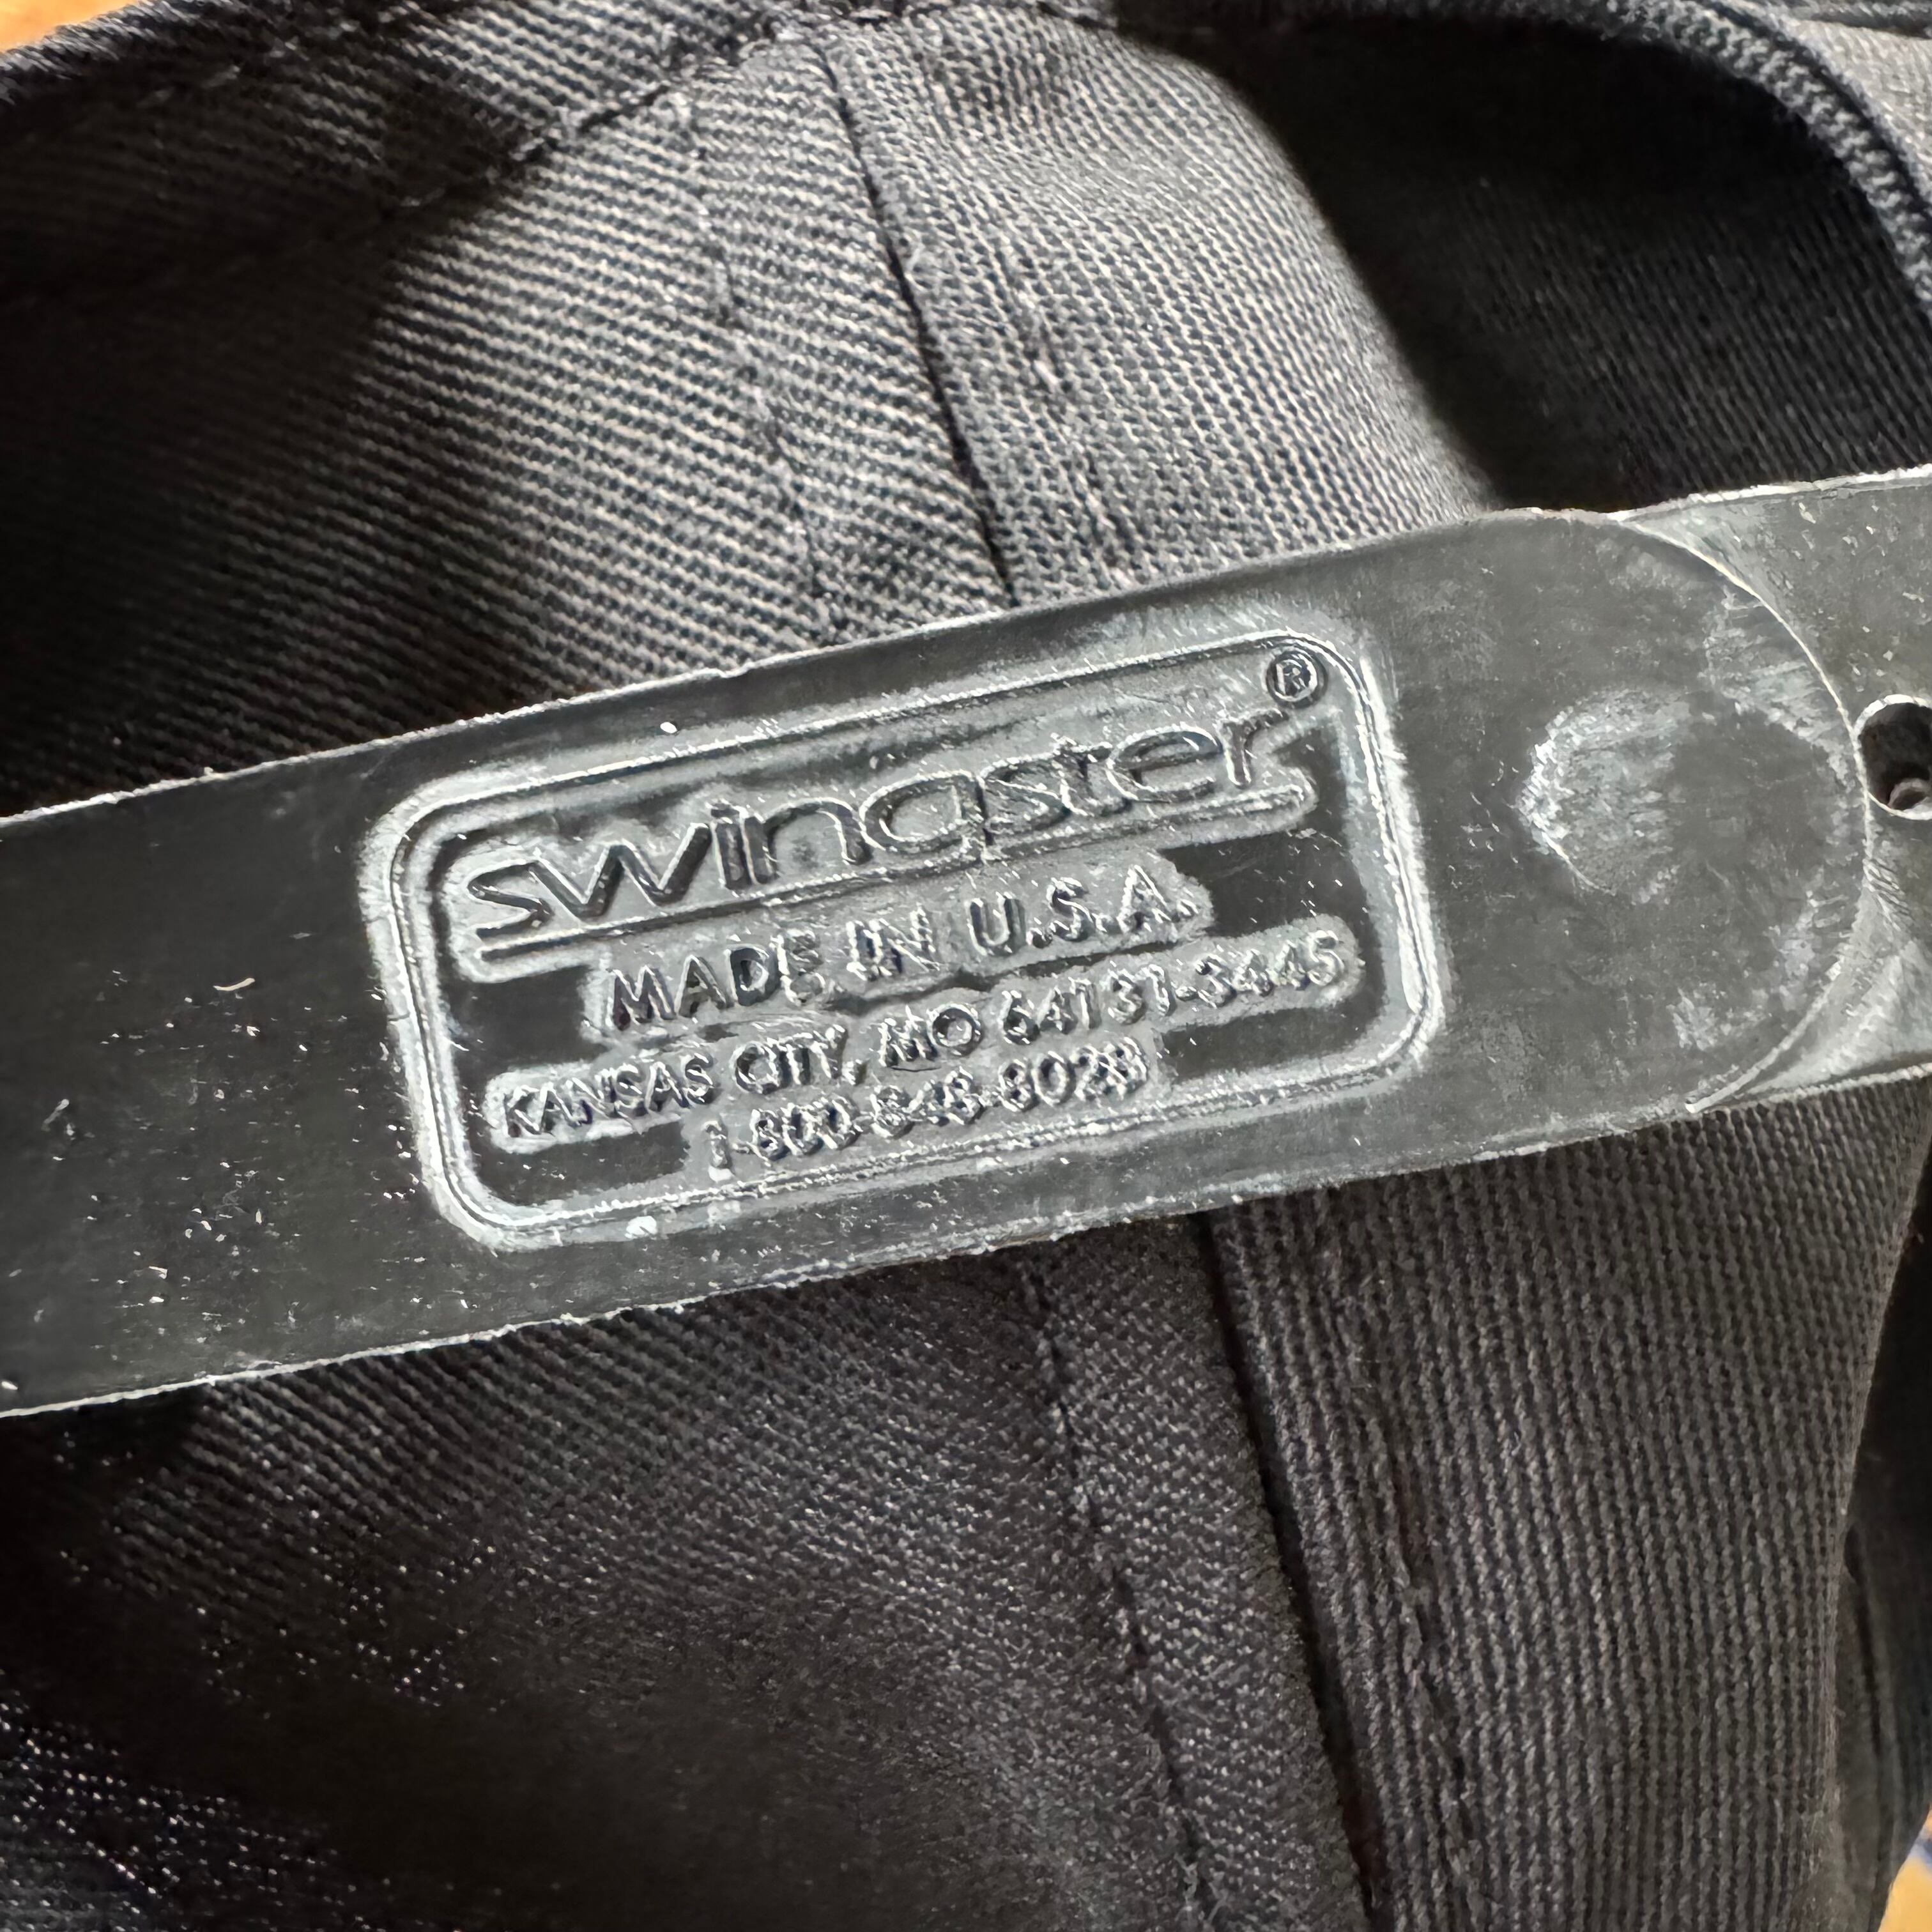 swingster®
MADE IN U.S.A.
KANSAS CITY, MO 64131-3445
1-800-848-8028